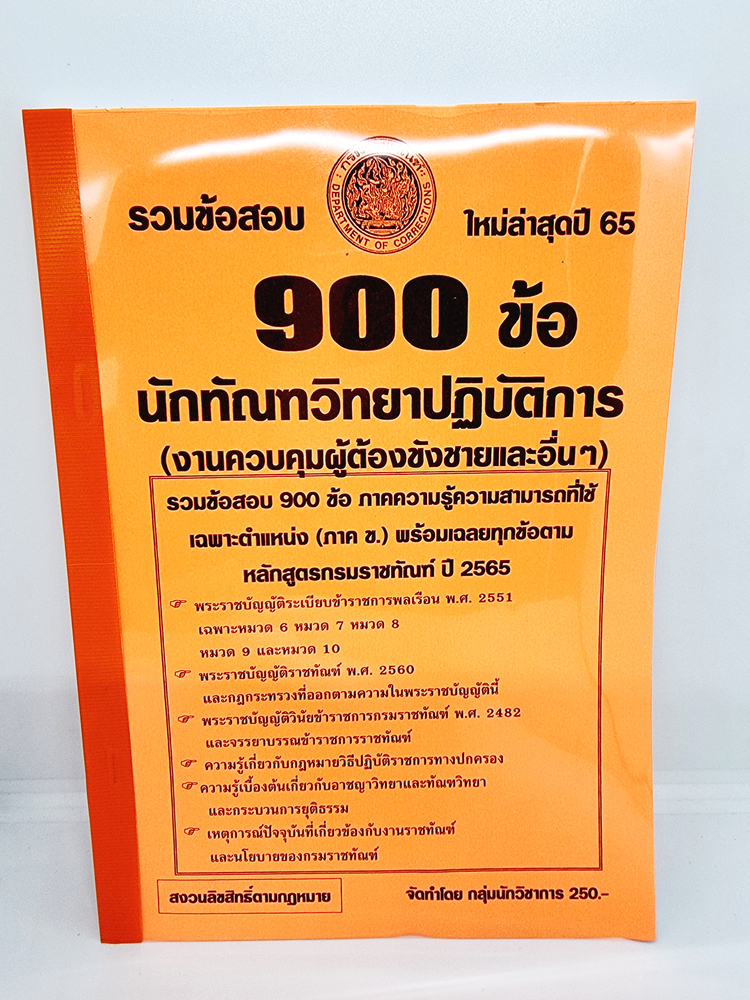 รวมข้อสอบ
ใหม่ล่าสุดปี 65
DEPARTMENT OF CORRECTIONS
900 ข้อ
นักทัณฑวิทยาปฏิบัติการ
(งานควบคุมผู้ต้องขังชายและอื่นๆ)
รวมข้อสอบ 900 ข้อ ภาคความรู้ความสามารถที่ใช้
เฉพาะตำแหน่ง (ภาค ข.) พร้อมเฉลยทุกข้อตาม
หลักสูตรกรมราชทัณฑ์ ปี 2565
พระราชบัญญัติระเบียบข้าราชการพลเรือน พ.ศ. 2551
เฉพาะหมวด 6 หมวด 7 หมวด 8
หมวด 9 และหมวด 10
พระราชบัญญัติราชทัณฑ์ พ.ศ. 2560
และกฎกระทรวงที่ออกตามความในพระราชบัญญัตินี้
พระราชบัญญัติวินัยข้าราชการกรมราชทัณฑ์ พ.ศ. 2482
และจรรยาบรรณข้าราชการราชทัณฑ์
ความรู้เกี่ยวกับกฎหมายวิธีปฏิบัติราชการทางปกครอง
ความรู้เบื้องต้นเกี่ยวกับอาชญาวิทยาและทัณฑวิทยา
และกระบวนการยุติธรรม
เหตุการณ์ปัจจุบันที่เกี่ยวข้องกับงานราชทัณฑ์
และนโยบายของกรมราชทัณฑ์
สงวนลิขสิทธิ์ตามกฎหมาย
จัดทำโดย กลุ่มนักวิชาการ 250.-